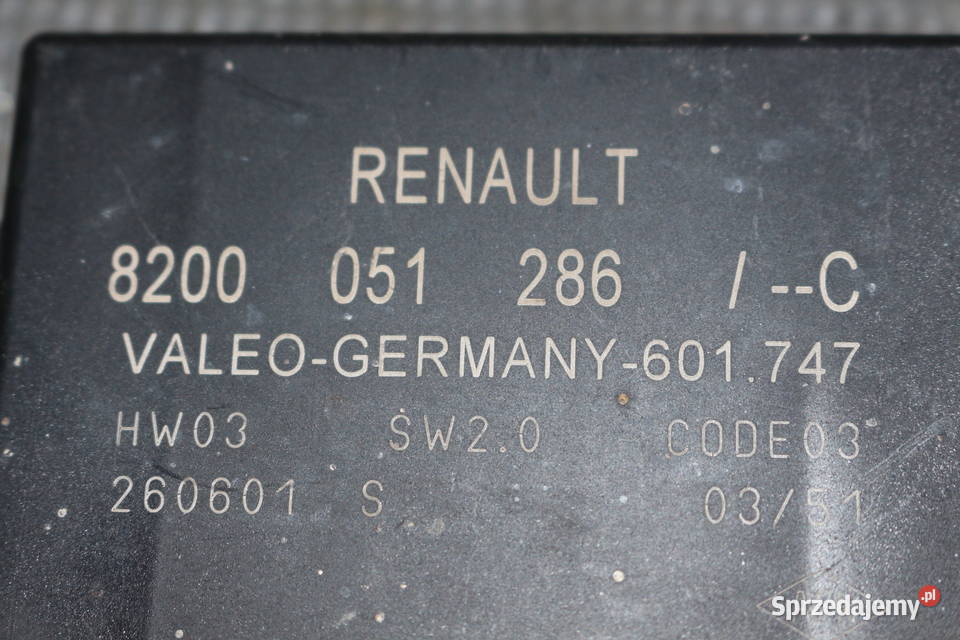 RENAULT
8200 051 286 / --C
VALEO-GERMANY-601.747
HW03 SW2.0 CODE03
260601 S 03/51
Sprzedajemy.pl